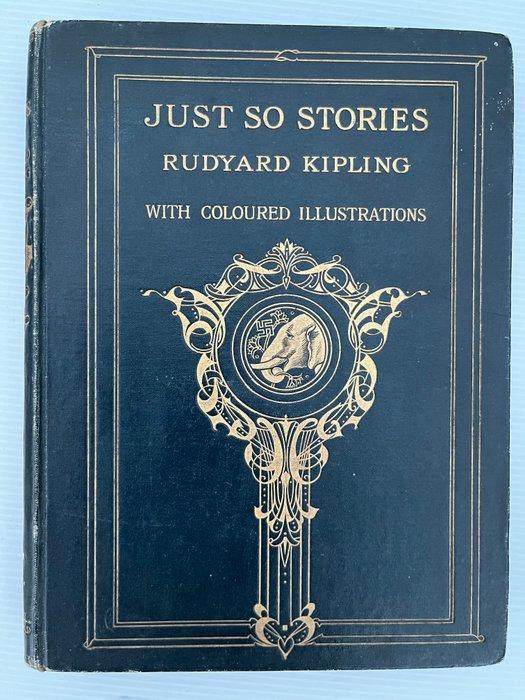 JUST SO STORIES
RUDYARD KIPLING
WITH COLOURED ILLUSTRATIONS